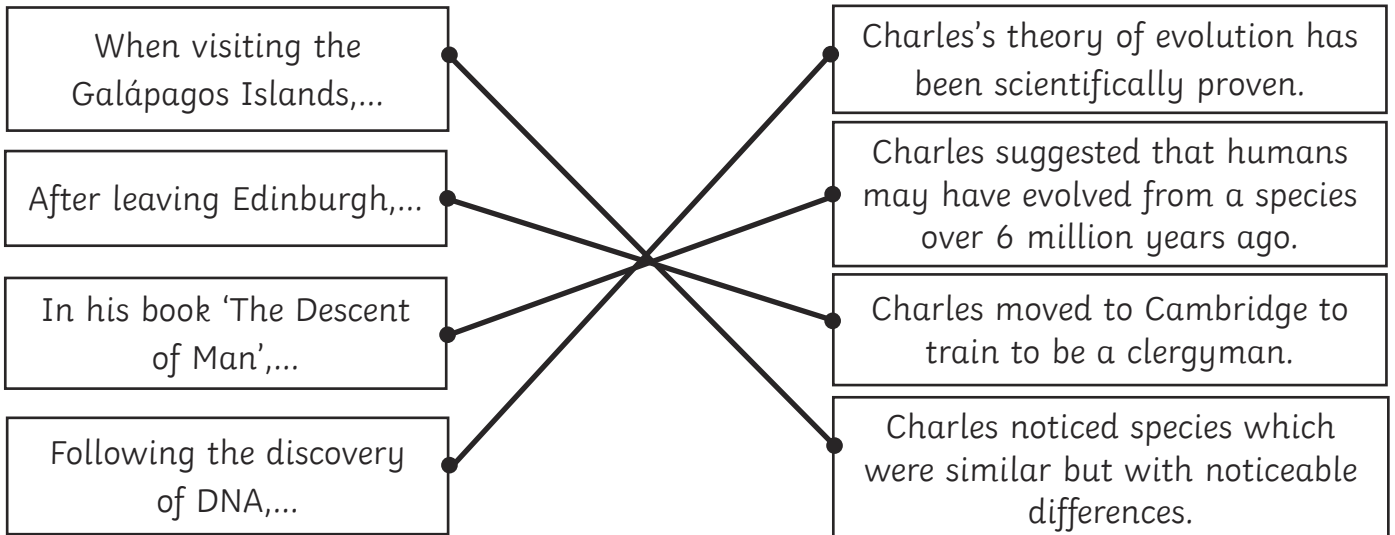 When visiting the
Galápagos Islands,...
After leaving Edinburgh,...
In his book ‘The Descent
of Man’,...
Following the discovery
of DNA,...
Charles’s theory of evolution has
been scientifically proven.
Charles suggested that humans
may have evolved from a species
over 6 million years ago.
Charles moved to Cambridge to
train to be a clergyman.
Charles noticed species which
were similar but with noticeable
differences.